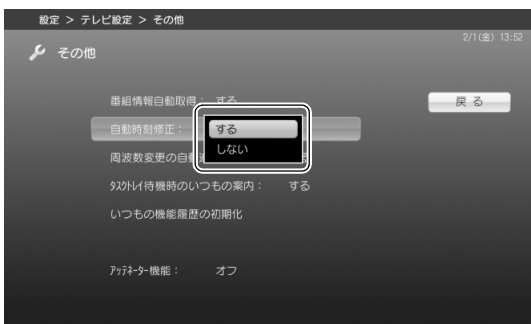 設定 > テレビ設定 > その他
2/1(金) 13:52
その他
番組情報自動取得： する
戻る
自動時刻修正：
する
しない
周波数変更の自動
ﾀｽｸﾄﾚｲ待機時のいつもの案内： する
いつもの機能履歴の初期化
ｱｯﾃﾈｰﾀｰ機能： オフ